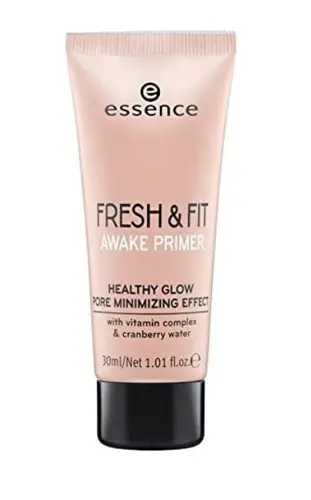 essence
FRESH & FIT
AWAKE PRIMER
HEALTHY GLOW
PORE MINIMIZING EFFECT
with vitamin complex
& cranberry water
30ml/Net 1.01 fl.oz.℮